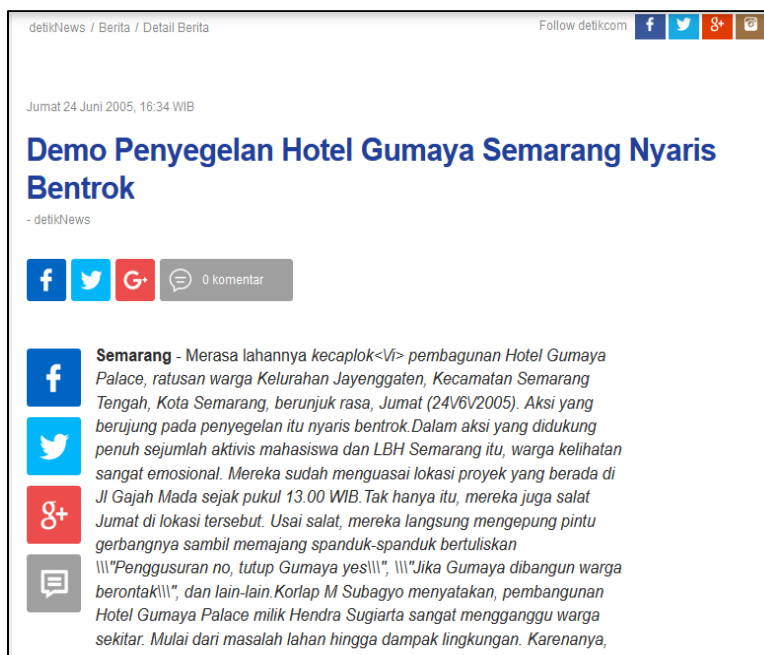 detikNews / Berita / Detail Berita
Follow detikcom
Jumat 24 Juni 2005, 16:34 WIB
Demo Penyegelan Hotel Gumaya Semarang Nyaris
Bentrok
- detikNews
0 komentar
Semarang - Merasa lahannya kecaplok<\/i> pembagunan Hotel Gumaya
Palace, ratusan warga Kelurahan Jayenggaten, Kecamatan Semarang
Tengah, Kota Semarang, berunjuk rasa, Jumat (24\/6\/2005). Aksi yang
berujung pada penyegelan itu nyaris bentrok.Dalam aksi yang didukung
penuh sejumlah aktivis mahasiswa dan LBH Semarang itu, warga kelihatan
sangat emosional. Mereka sudah menguasai lokasi proyek yang berada di
Jl Gajah Mada sejak pukul 13.00 WIB.Tak hanya itu, mereka juga salat
Jumat di lokasi tersebut. Usai salat, mereka langsung mengepung pintu
gerbangnya sambil memajang spanduk-spanduk bertuliskan
\\\"Penggusuran no, tutup Gumaya yes\\\", \\\"Jika Gumaya dibangun warga
berontak\\\", dan lain-lain.Korlap M Subagyo menyatakan, pembangunan
Hotel Gumaya Palace milik Hendra Sugiarta sangat mengganggu warga
sekitar. Mulai dari masalah lahan hingga dampak lingkungan. Karenanya,